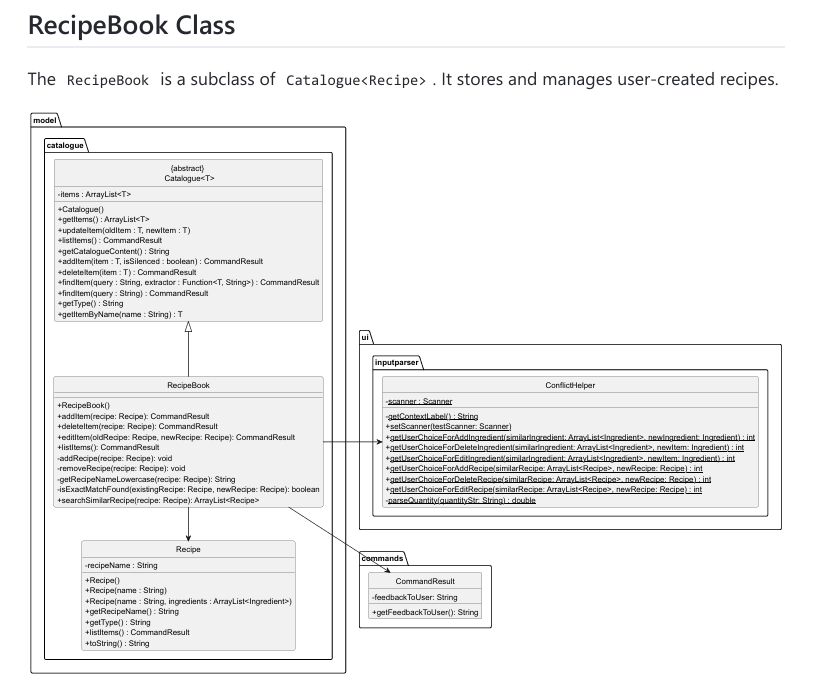 RecipeBook Class
The RecipeBook is a subclass of Catalogue<Recipe> . It stores and manages user-created recipes.
model
catalogue
{abstract}
Catalogue<T>
-items : ArrayList<T>
+Catalogue()
+getItems() : ArrayList<T>
+updateItem(oldItem : T, newItem : T)
+listItems() : CommandResult
+getCatalogueContent() : String
+addItem(item : T, isSilenced : boolean) : CommandResult
+deleteItem(item : T) : CommandResult
+findItem(query : String, extractor : Function<T, String>) : CommandResult
+findItem(query : String) : CommandResult
+getType() : String
+getItemByName(name : String) : T
RecipeBook
+RecipeBook()
+addItem(recipe: Recipe): CommandResult
+deleteItem(recipe: Recipe): CommandResult
+editItem(oldRecipe: Recipe, newRecipe: Recipe): CommandResult
+listItems(): CommandResult
-addRecipe(recipe: Recipe): void
-removeRecipe(recipe: Recipe): void
-getRecipeNameLowercase(recipe: Recipe): String
-isExactMatchFound(existingRecipe: Recipe, newRecipe: Recipe): boolean
+searchSimilarRecipe(recipe: Recipe): ArrayList<Recipe>
Recipe
-recipeName : String
+Recipe()
+Recipe(name : String)
+Recipe(name : String, ingredients : ArrayList<Ingredient>)
+getRecipeName() : String
+getType() : String
+listItems() : CommandResult
+toString() : String
ui
inputparser
ConflictHelper
-scanner : Scanner
-getContextLabel() : String
+setScanner(testScanner: Scanner)
+getUserChoiceForAddIngredient(similarIngredient: ArrayList<Ingredient>, newIngredient: Ingredient) : int
+getUserChoiceForDeleteIngredient(similarIngredient: ArrayList<Ingredient>, newItem: Ingredient) : int
+getUserChoiceForEditIngredient(similarIngredient: ArrayList<Ingredient>, newItem: Ingredient) : int
+getUserChoiceForAddRecipe(similarRecipe: ArrayList<Recipe>, newRecipe: Recipe) : int
+getUserChoiceForDeleteRecipe(similarRecipe: ArrayList<Recipe>, newRecipe: Recipe) : int
+getUserChoiceForEditRecipe(similarRecipe: ArrayList<Recipe>, newRecipe: Recipe) : int
-parseQuantity(quantityStr: String) : double
commands
CommandResult
-feedbackToUser: String
+getFeedbackToUser(): String